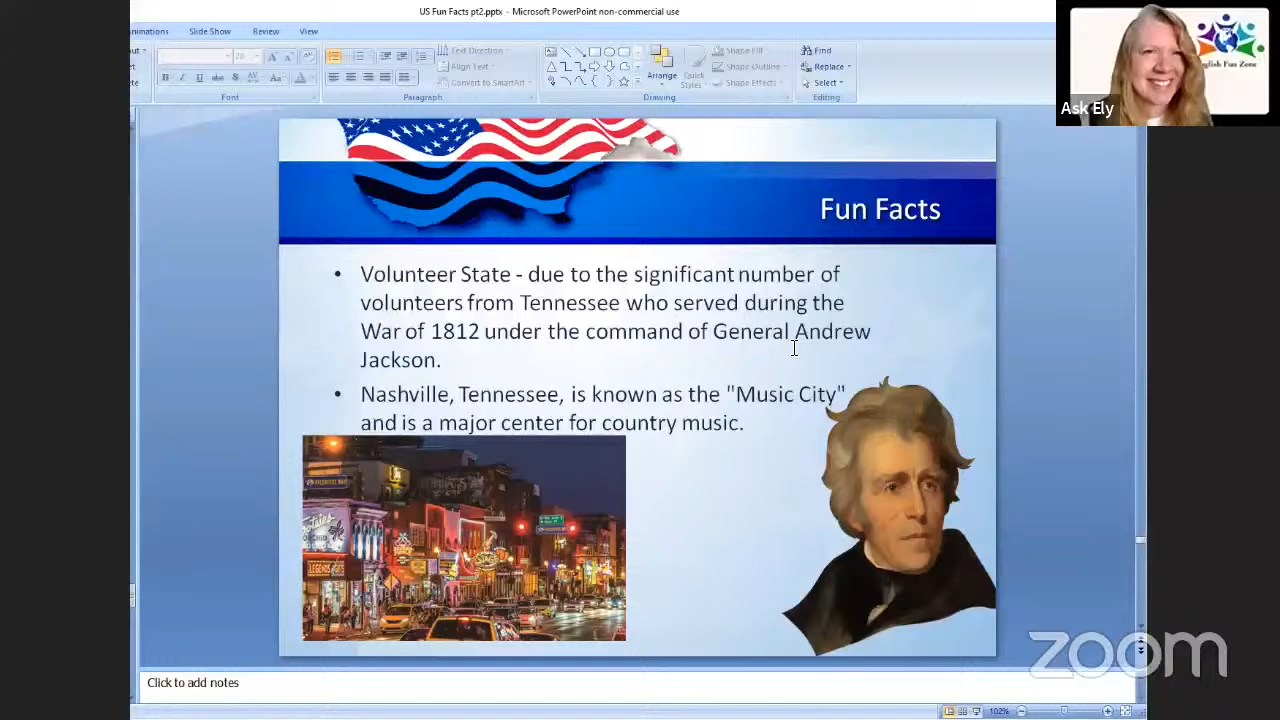 US Fun Facts pt2.pptx - Microsoft PowerPoint non-commercial use
nimations Slide Show Review View
Text Direction
Align Text
Convert to SmartArt
Arrange
Quick
Styles
Shape Fill
Shape Outline
Shape Effects
Find
Replace
Select
Font Paragraph Drawing Editing
nglish Fun Zone
Ask Ely
Fun Facts
• Volunteer State - due to the significant number of
volunteers from Tennessee who served during the
War of 1812 under the command of General Andrew
Jackson.
• Nashville, Tennessee, is known as the "Music City"
and is a major center for country music.
LEGENDS
zoom
Click to add notes
102%